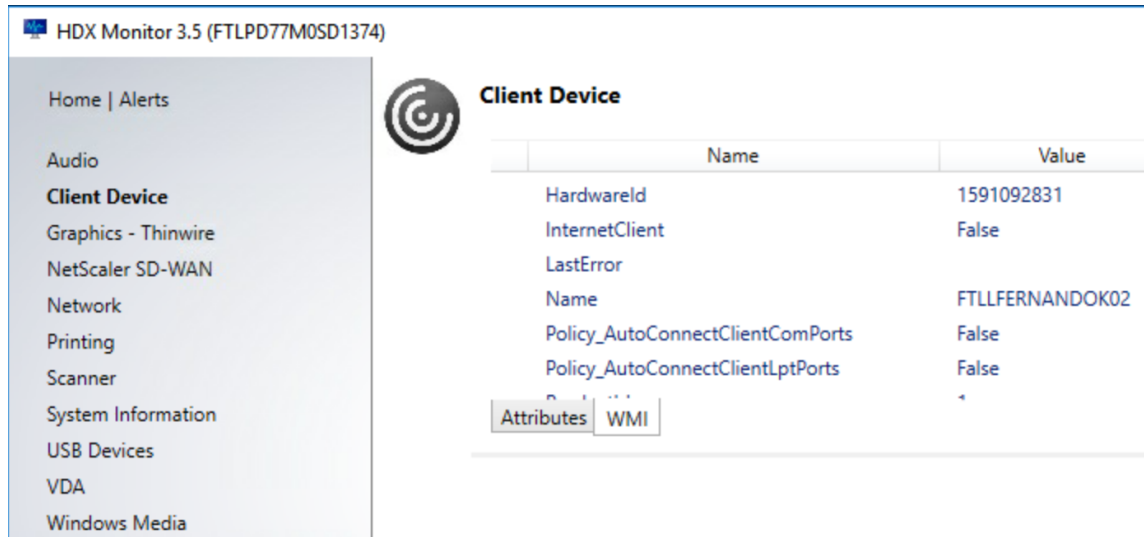 HDX Monitor 3.5 (FTLPD77M0SD1374)
Home | Alerts
Audio
Client Device
Graphics - Thinwire
NetScaler SD-WAN
Network
Printing
Scanner
System Information
USB Devices
VDA
Windows Media
Client Device
Name Value
HardwareId 1591092831
InternetClient False
LastError
Name FTLLFERNANDOK02
Policy_AutoConnectClientComPorts False
Policy_AutoConnectClientLptPorts False
Attributes WMI